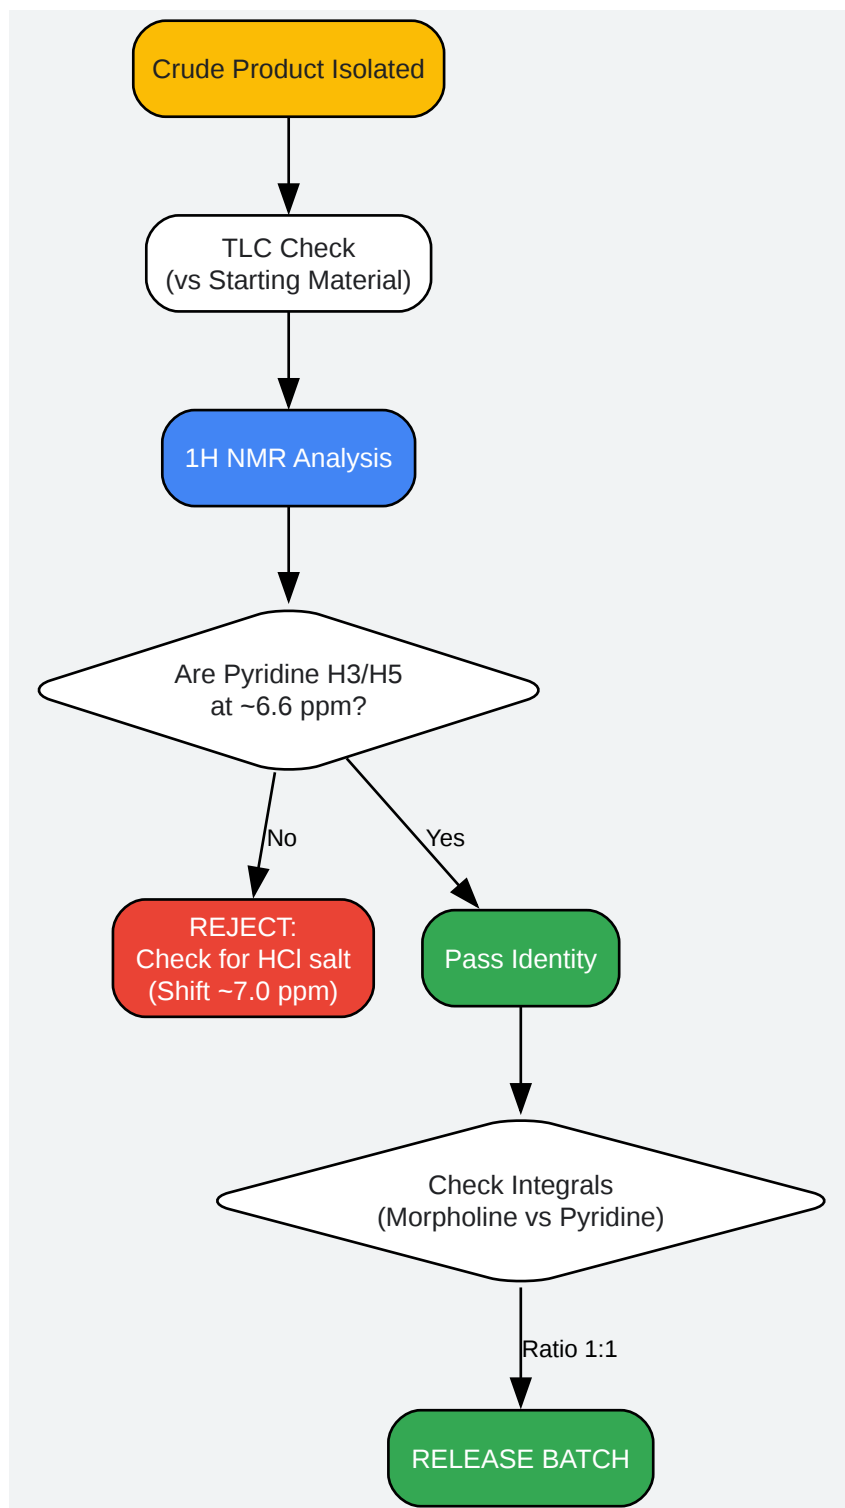 Crude Product Isolated
TLC Check
(vs Starting Material)
1H NMR Analysis
Are Pyridine H3/H5
at ~6.6 ppm?
No
Yes
REJECT:
Check for HCl salt
(Shift ~7.0 ppm)
Pass Identity
Check Integrals
(Morpholine vs Pyridine)
Ratio 1:1
RELEASE BATCH